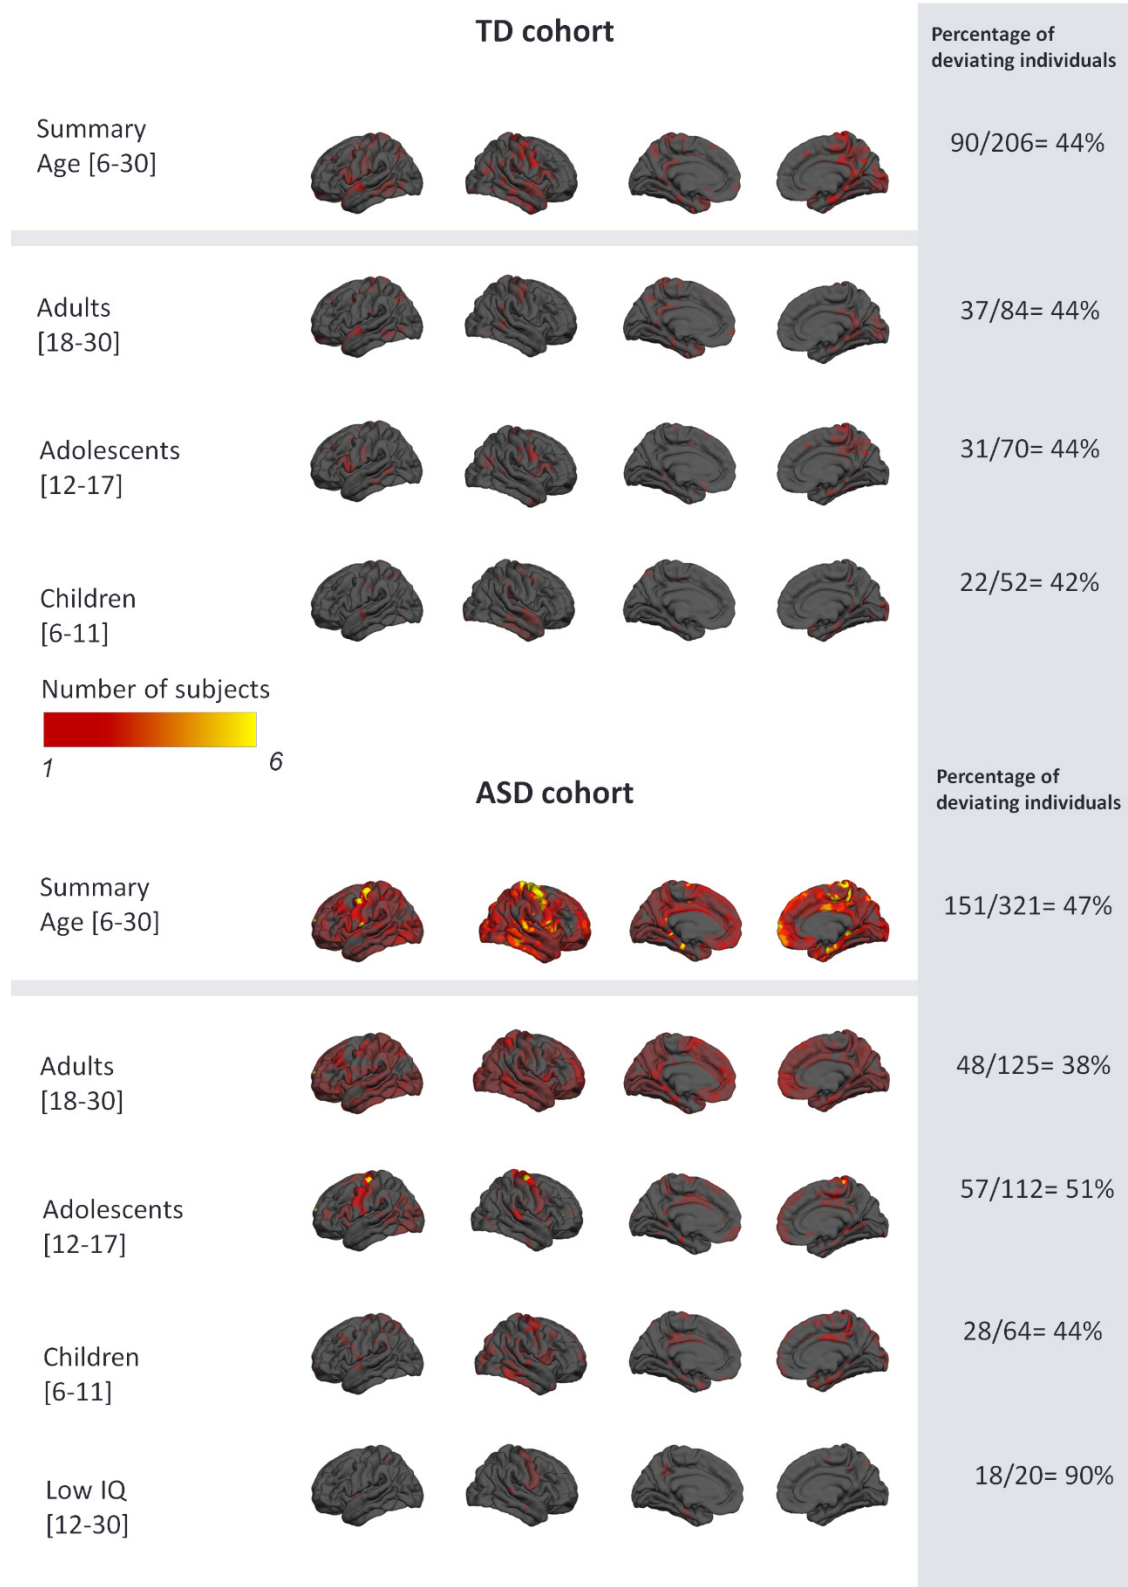 TD cohort
Percentage of
deviating individuals
Summary
Age [6-30]
90/206= 44%
Adults
[18-30]
37/84= 44%
Adolescents
[12-17]
31/70= 44%
Children
[6-11]
22/52= 42%
Number of subjects
1
6
ASD cohort
Percentage of
deviating individuals
Summary
Age [6-30]
151/321= 47%
Adults
[18-30]
48/125= 38%
Adolescents
[12-17]
57/112= 51%
Children
[6-11]
28/64= 44%
Low IQ
[12-30]
18/20= 90%